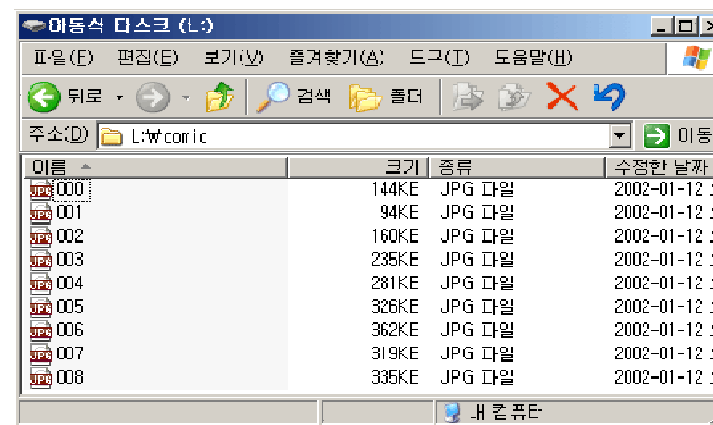 이동식 디스크 (L:)
파일(F) 편집(E) 보기(V) 즐겨찾기(A) 도구(T) 도움말(H)
뒤로 검색 폴더
주소(D) L:\comic 이동
이름 크기 종류 수정한 날짜
000 144KB JPG 파일 2002-01-12
001 94KB JPG 파일 2002-01-12
002 160KB JPG 파일 2002-01-12
003 235KB JPG 파일 2002-01-12
004 281KB JPG 파일 2002-01-12
005 326KB JPG 파일 2002-01-12
006 362KB JPG 파일 2002-01-12
007 319KB JPG 파일 2002-01-12
008 335KB JPG 파일 2002-01-12
내 컴퓨터